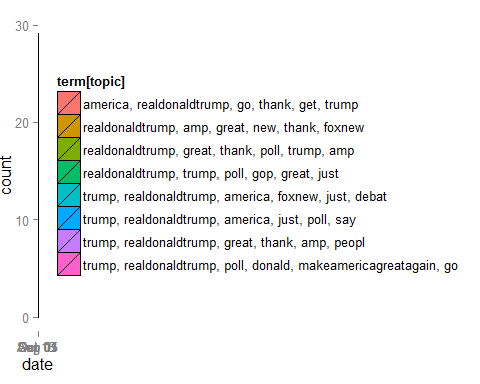 30
term[topic]
america, realdonaldtrump, go, thank, get, trump
realdonaldtrump, amp, great, new, thank, foxnew
20
realdonaldtrump, great, thank, poll, trump, amp
count
realdonaldtrump, trump, poll, gop, great, just
trump, realdonaldtrump, america, foxnew, just, debat
10
trump, realdonaldtrump, america, just, poll, say
trump, realdonaldtrump, great, thank, amp, peopl
trump, realdonaldtrump, poll, donald, makeamericagreatagain, go
0
date